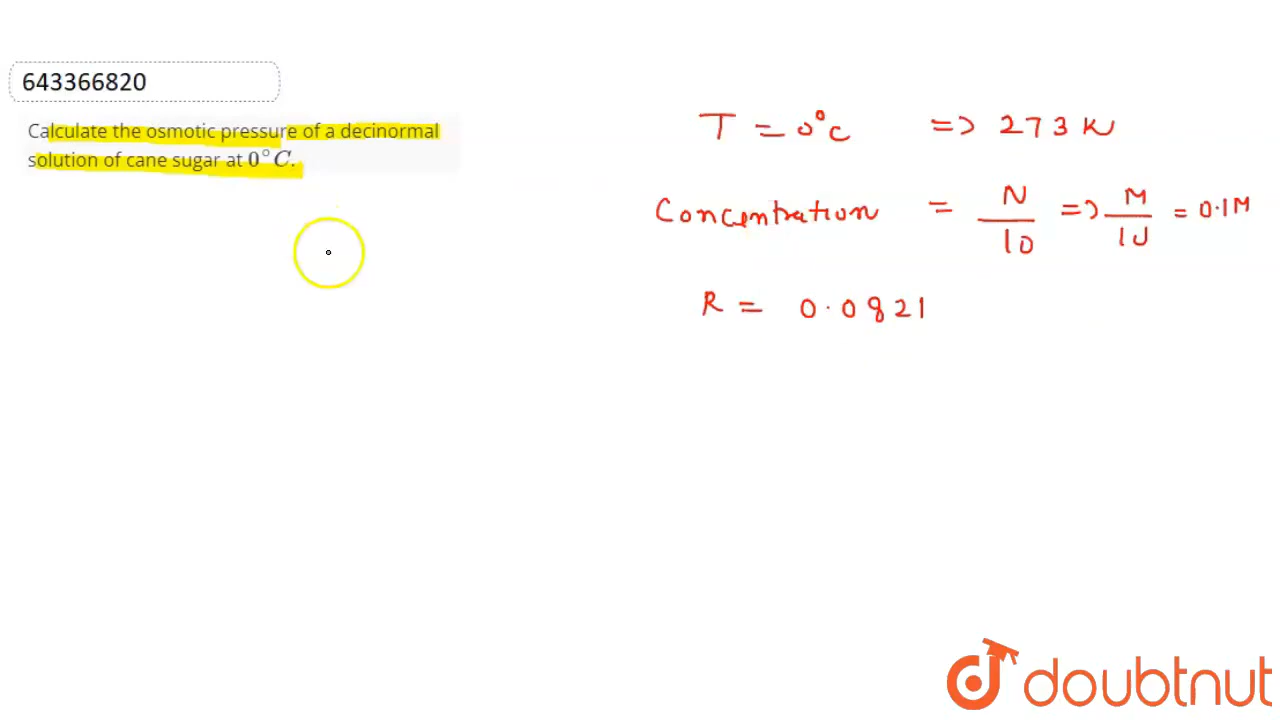 643366820
Calculate the osmotic pressure of a decinormal
solution of cane sugar at 0°C.
T = 0°C => 273 K
Concentration = N/10 => M/10 = 0.1M
R = 0.0821
doubtnut